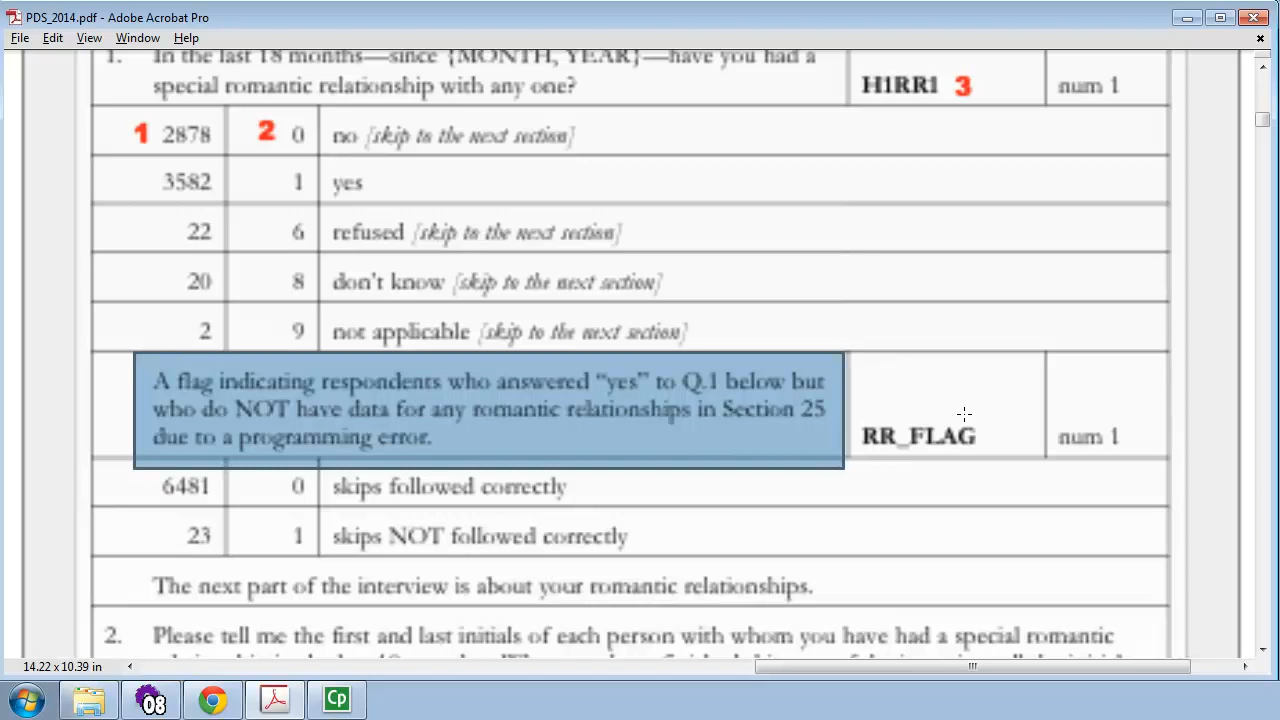 PDS_2014.pdf - Adobe Acrobat Pro
File Edit View Window Help
1. In the last 18 months—since {MONTH, YEAR}—have you had a
special romantic relationship with any one? H1RR1 3 num 1
1 2878 2 0 no [skip to the next section]
3582 1 yes
22 6 refused [skip to the next section]
20 8 don't know [skip to the next section]
2 9 not applicable [skip to the next section]
A flag indicating respondents who answered “yes” to Q.1 below but
who do NOT have data for any romantic relationships in Section 25
due to a programming error. RR_FLAG num 1
6481 0 skips followed correctly
23 1 skips NOT followed correctly
The next part of the interview is about your romantic relationships.
2. Please tell me the first and last initials of each person with whom you have had a special romantic
14.22 x 10.39 in
08 Cp